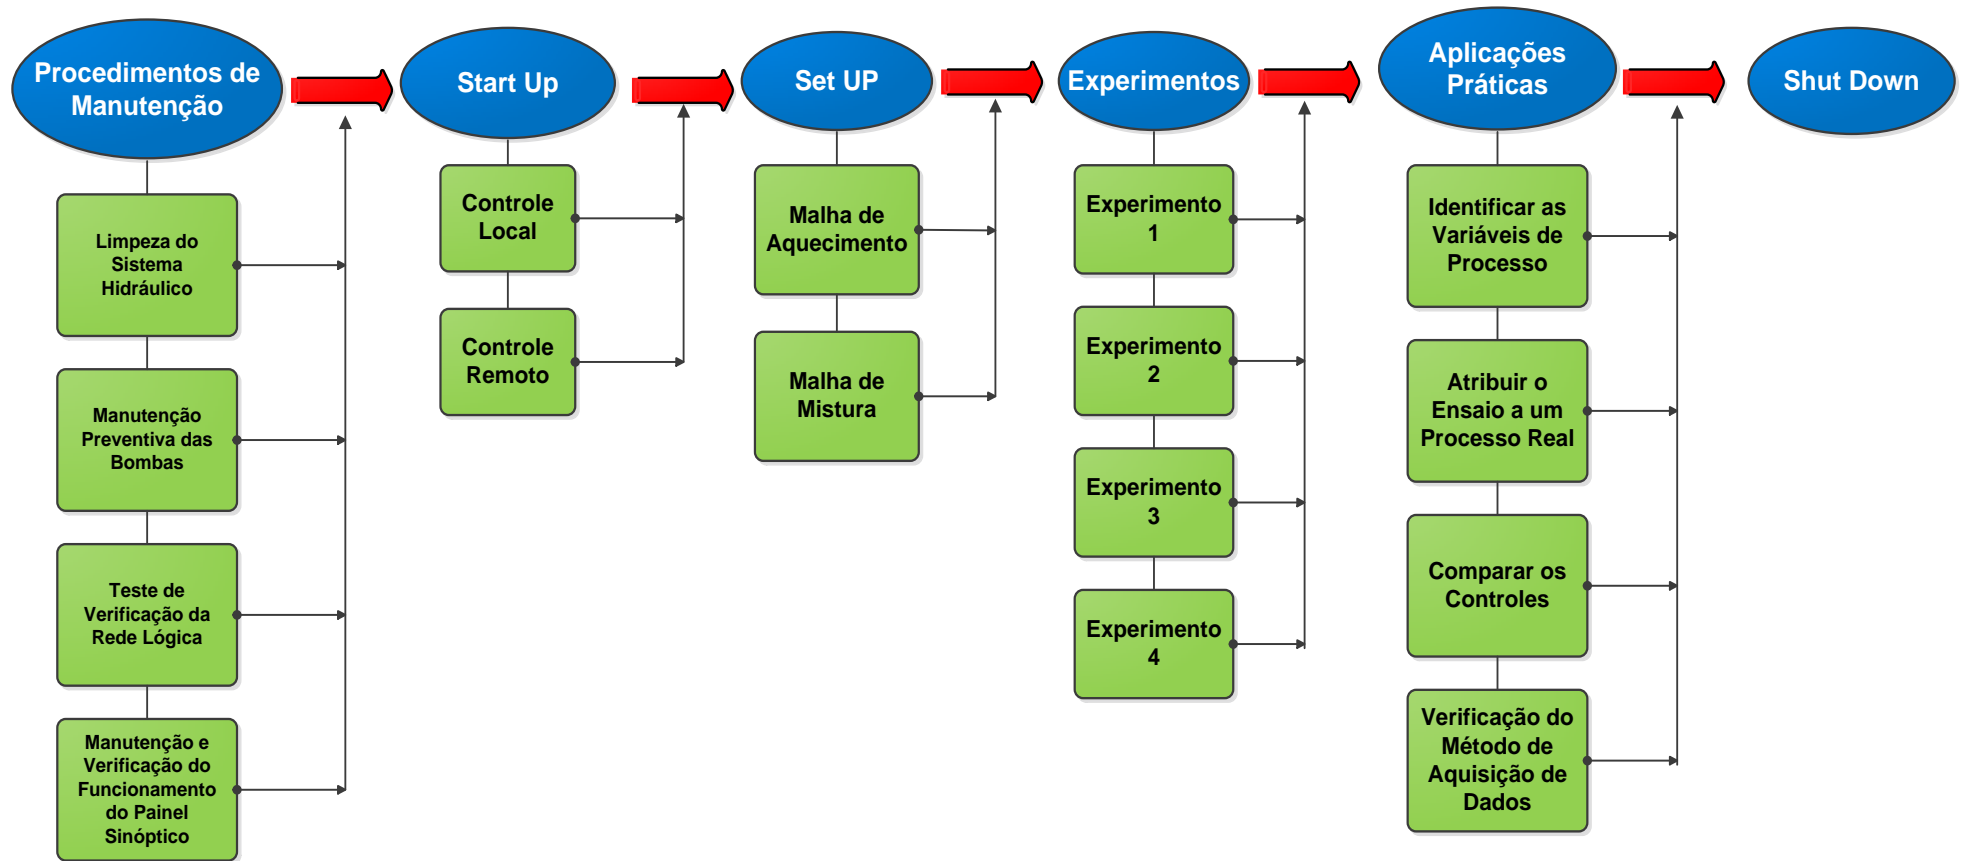 Procedimentos de
Manutenção
Start Up
Set UP
Experimentos
Aplicações
Práticas
Shut Down
Limpeza do
Sistema
Hidráulico
Manutenção
Preventiva das
Bombas
Teste de
Verificação da
Rede Lógica
Manutenção e
Verificação do
Funcionamento
do Painel
Sinóptico
Controle
Local
Controle
Remoto
Malha de
Aquecimento
Malha de
Mistura
Experimento
1
Experimento
2
Experimento
3
Experimento
4
Identificar as
Variáveis de
Processo
Atribuir o
Ensaio a um
Processo Real
Comparar os
Controles
Verificação do
Método de
Aquisição de
Dados